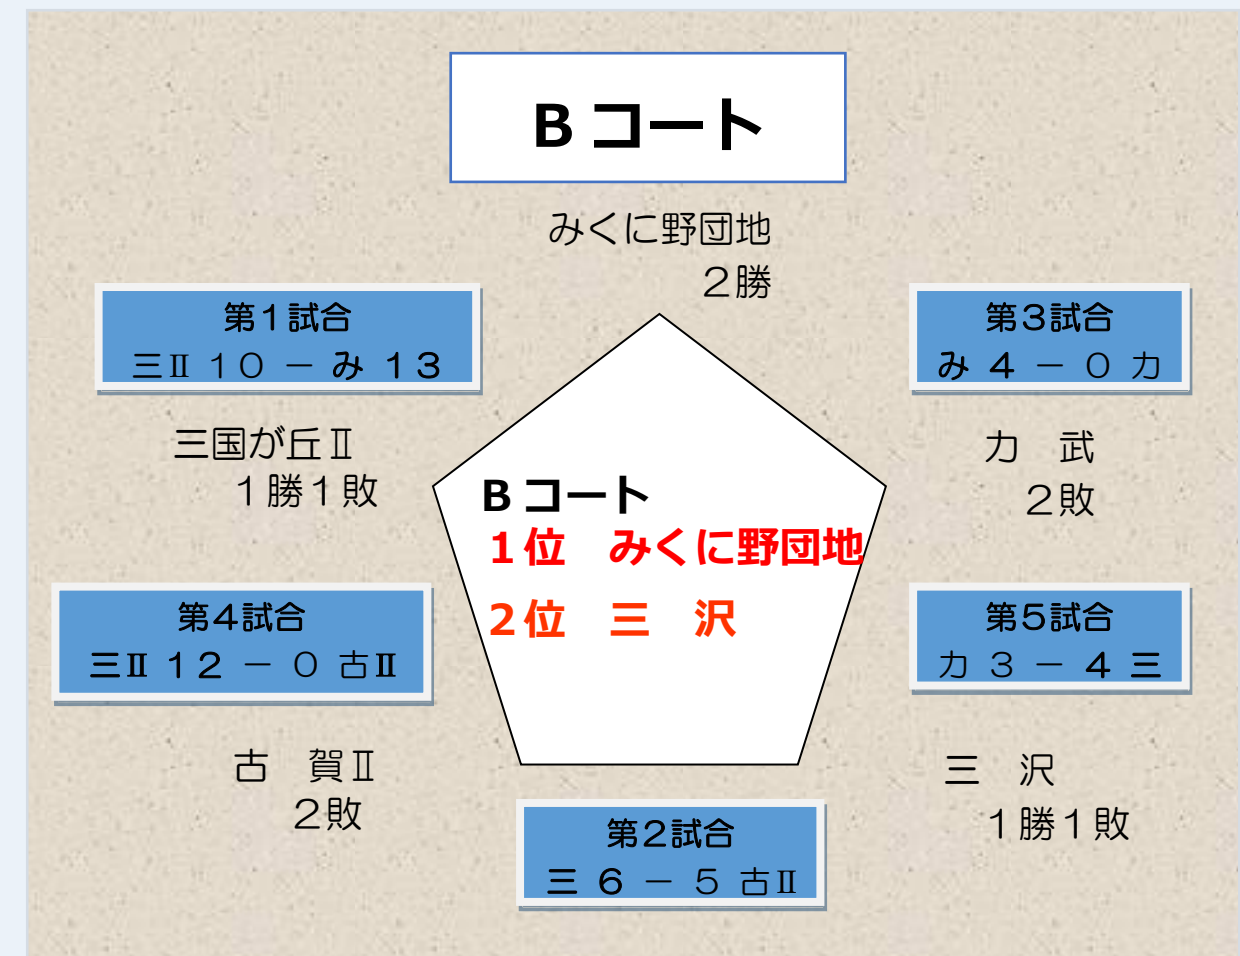 B コート
みくに野団地
２勝
第１試合
三Ⅱ １０ － み １３
第３試合
み ４ － ０ カ
三国が丘Ⅱ
１勝１敗
力　武
２敗
B コート
１位　みくに野団地
２位　三　沢
第４試合
三Ⅱ １２ － ０ 古Ⅱ
第５試合
カ ３ － ４ 三
古　賀Ⅱ
２敗
三　沢
１勝１敗
第２試合
三 ６ － ５ 古Ⅱ